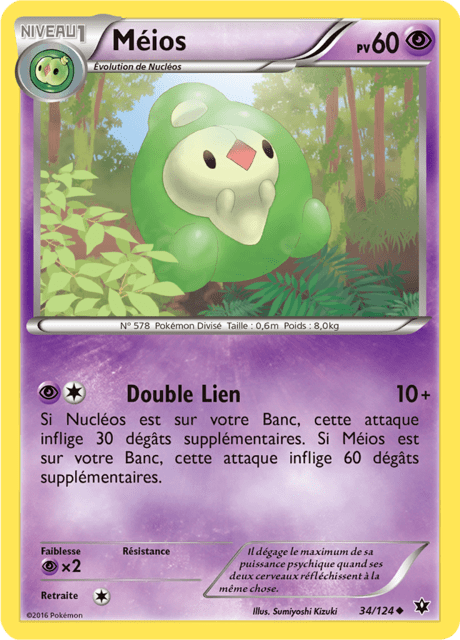 NIVEAU 1
Méios
PV 60
Évolution de Nucléos
N° 578 Pokémon Divisé Taille : 0,6m Poids : 8,0kg
Double Lien 10+
Si Nucléos est sur votre Banc, cette attaque
inflige 30 dégâts supplémentaires. Si Méios est
sur votre Banc, cette attaque inflige 60 dégâts
supplémentaires.
Faiblesse
Résistance
×2
Retraite
Il dégage le maximum de sa
puissance psychique quand ses
deux cerveaux réfléchissent à la
même chose.
©2016 Pokémon
Illus. Sumiyoshi Kizuki
34/124